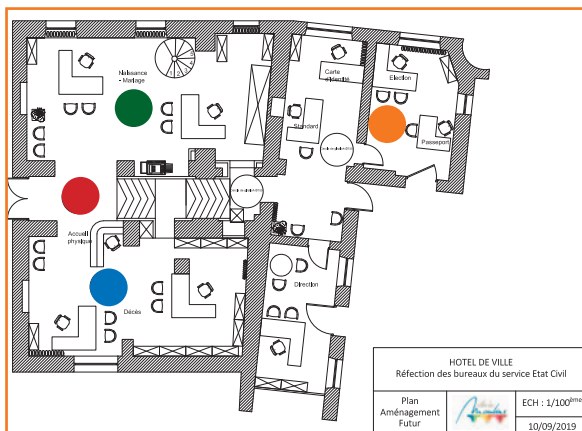 Naissance
- Mariage
Carte
d'identité
Election
Standard
Passeport
Accueil
physique
Décès
Direction
HOTEL DE VILLE
Réfection des bureaux du service Etat Civil
Plan
Aménagement
Futur
ECH : 1/100ème
10/09/2019